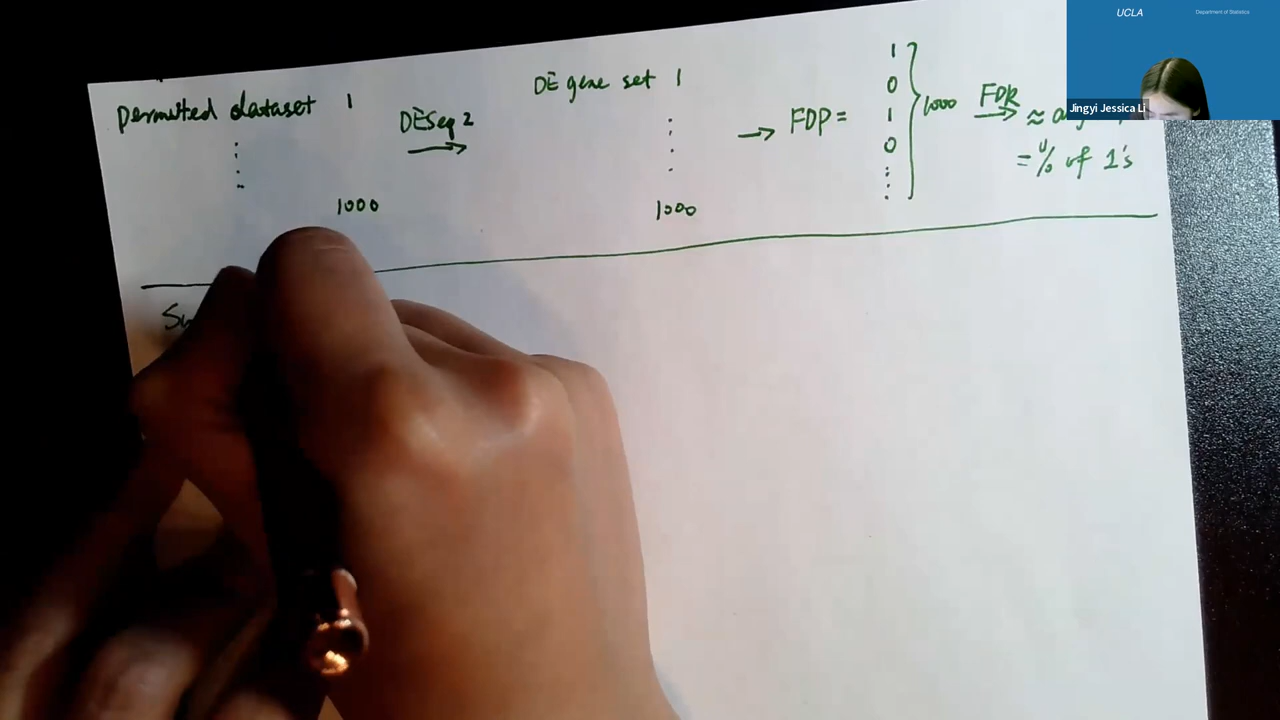 UCLA
Department of Statistics
Jingyi Jessica Li
Permuted dataset 1
DESeq2
DE gene set 1
FDP =
1
0
1
0
1000
FDR
≈
= % of 1's
1000
1000